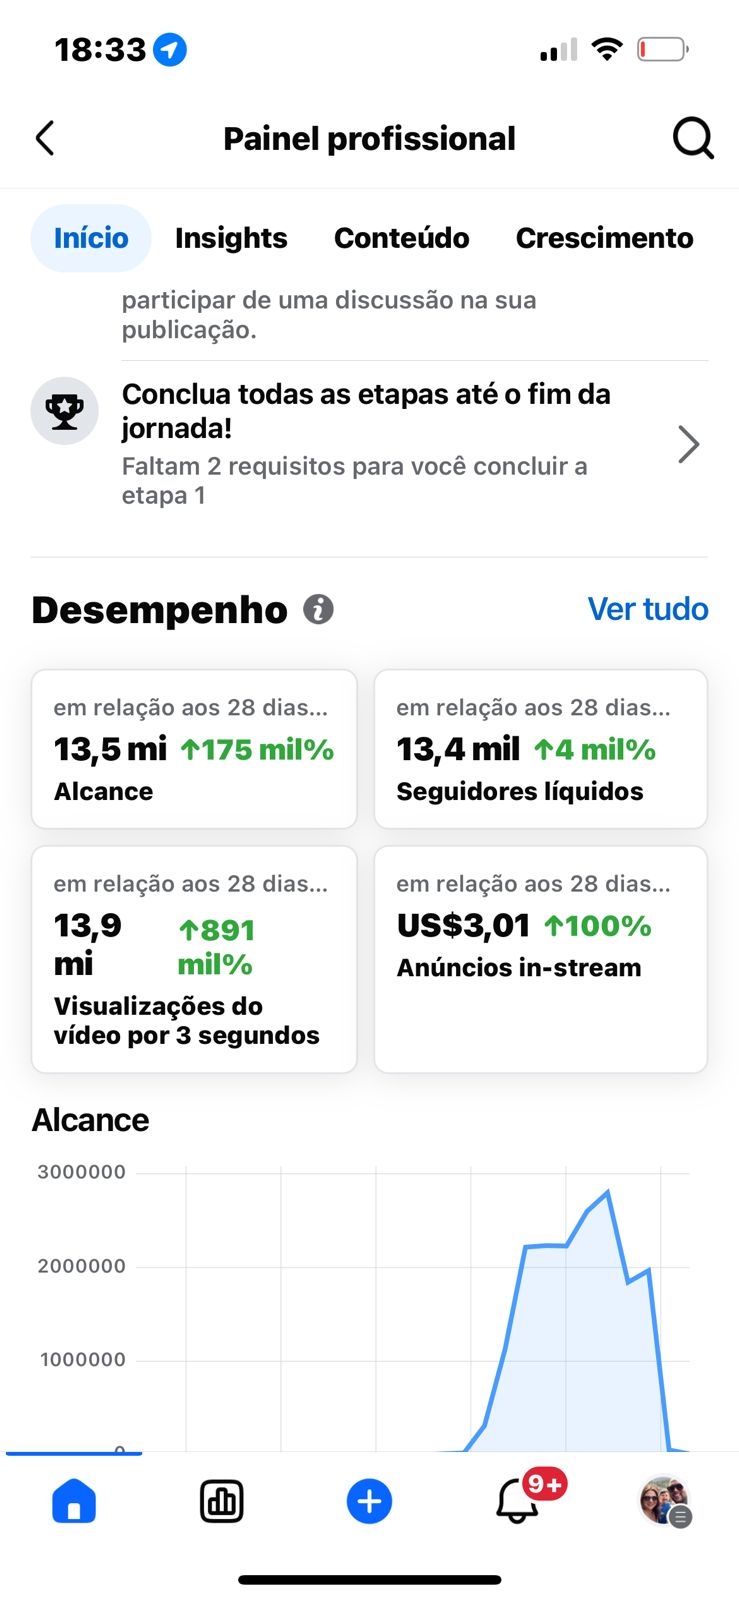 18:33
Painel profissional
Início Insights Conteúdo Crescimento
participar de uma discussão na sua
publicação.
Conclua todas as etapas até o fim da
jornada!
Faltam 2 requisitos para você concluir a
etapa 1
Desempenho Ver tudo
em relação aos 28 dias...
13,5 mi ↑175 mil%
Alcance
em relação aos 28 dias...
13,4 mil ↑4 mil%
Seguidores líquidos
em relação aos 28 dias...
13,9
mi
↑891
mil%
Visualizações do
vídeo por 3 segundos
em relação aos 28 dias...
US$3,01 ↑100%
Anúncios in-stream
Alcance
3000000
2000000
1000000
0
9+